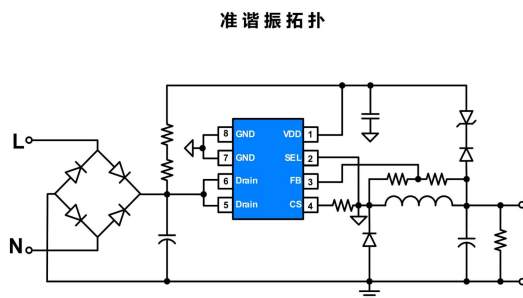 准谐振拓扑
L
N
8 GND
7 GND
6 Drain
5 Drain
VDD 1
SEL 2
FB 3
CS 4